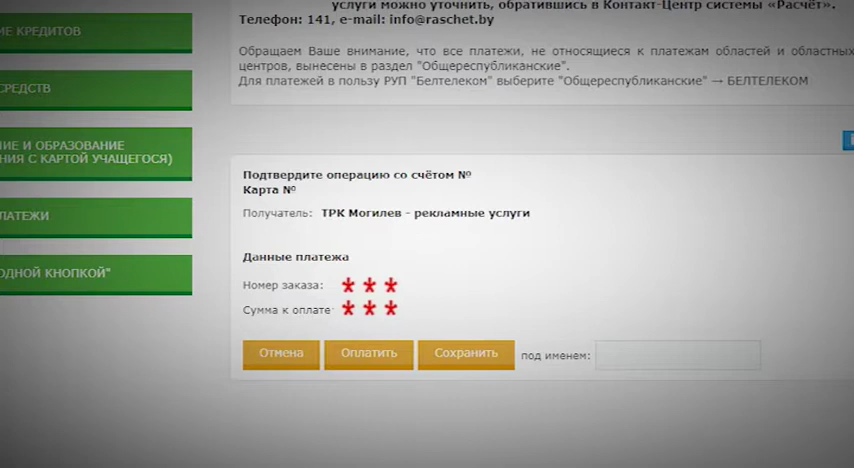 услуги можно уточнить, обратившись в Контакт-Центр системы «Расчёт».
Телефон: 141, e-mail: info@raschet.by
Обращаем Ваше внимание, что все платежи, не относящиеся к платежам областей и областных
центров, вынесены в раздел "Общереспубликанские".
Для платежей в пользу РУП "Белтелеком" выберите "Общереспубликанские" → БЕЛТЕЛЕКОМ
ИЕ КРЕДИТОВ
СРЕДСТВ
ИЕ И ОБРАЗОВАНИЕ
НИЯ С КАРТОЙ УЧАЩЕГОСЯ)
ЛАТЕЖИ
ОДНОЙ КНОПКОЙ"
Подтвердите операцию со счётом №
Карта №
Получатель: ТРК Могилев - рекламные услуги
Данные платежа
Номер заказа: ***
Сумма к оплате ***
Отмена Оплатить Сохранить под именем: